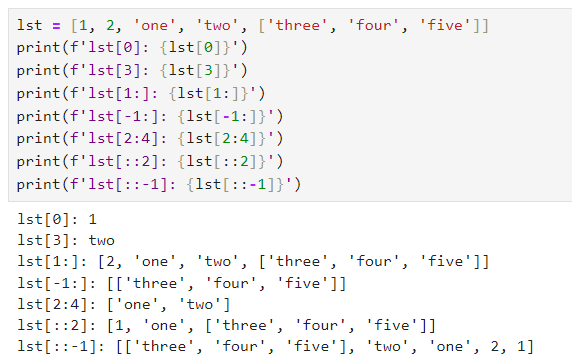 lst = [1, 2, 'one', 'two', ['three', 'four', 'five']]
print(f'lst[0]: {lst[0]}')
print(f'lst[3]: {lst[3]}')
print(f'lst[1:]: {lst[1:]}')
print(f'lst[-1:]: {lst[-1:]}')
print(f'lst[2:4]: {lst[2:4]}')
print(f'lst[::2]: {lst[::2]}')
print(f'lst[::-1]: {lst[::-1]}')
lst[0]: 1
lst[3]: two
lst[1:]: [2, 'one', 'two', ['three', 'four', 'five']]
lst[-1:]: [['three', 'four', 'five']]
lst[2:4]: ['one', 'two']
lst[::2]: [1, 'one', ['three', 'four', 'five']]
lst[::-1]: [['three', 'four', 'five'], 'two', 'one', 2, 1]